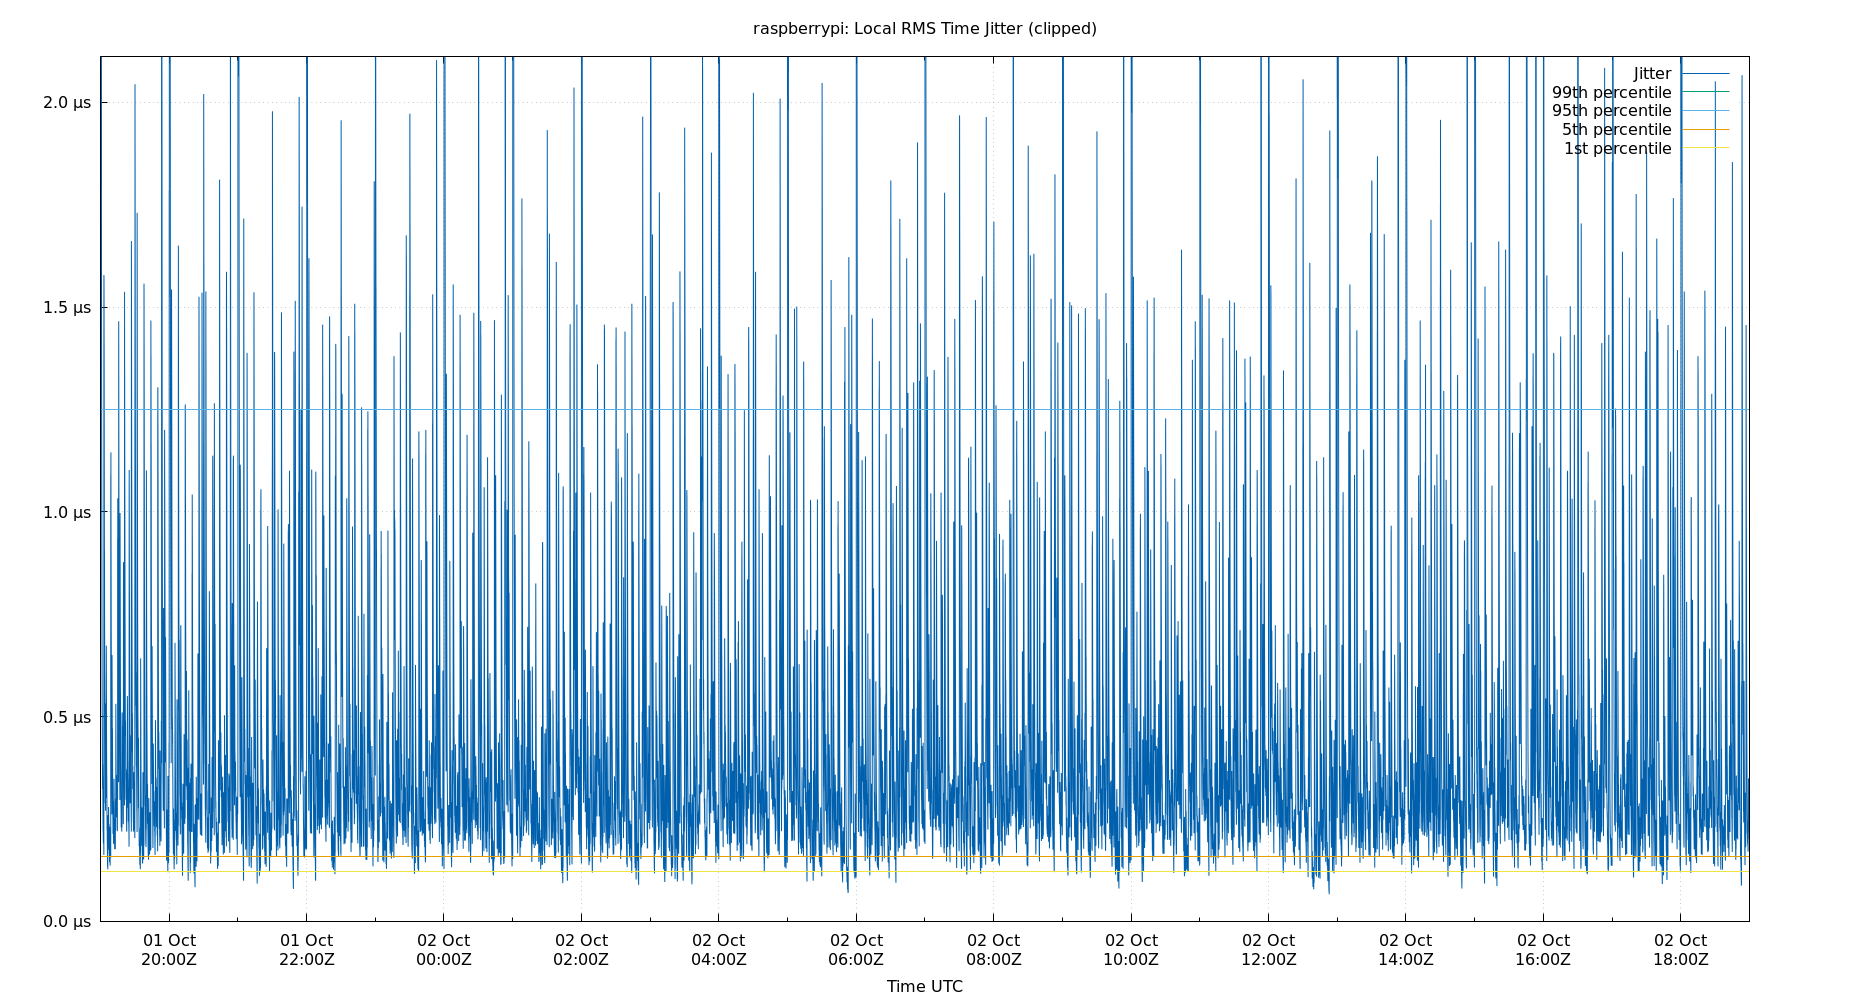 raspberrypi: Local RMS Time Jitter (clipped)
Jitter
99th percentile
95th percentile
5th percentile
1st percentile
2.0 µs
1.5 µs
1.0 µs
0.5 µs
0.0 µs
01 Oct 01 Oct 02 Oct 02 Oct 02 Oct 02 Oct 02 Oct 02 Oct 02 Oct 02 Oct 02 Oct 02 Oct
20:00Z 22:00Z 00:00Z 02:00Z 04:00Z 06:00Z 08:00Z 10:00Z 12:00Z 14:00Z 16:00Z 18:00Z
Time UTC